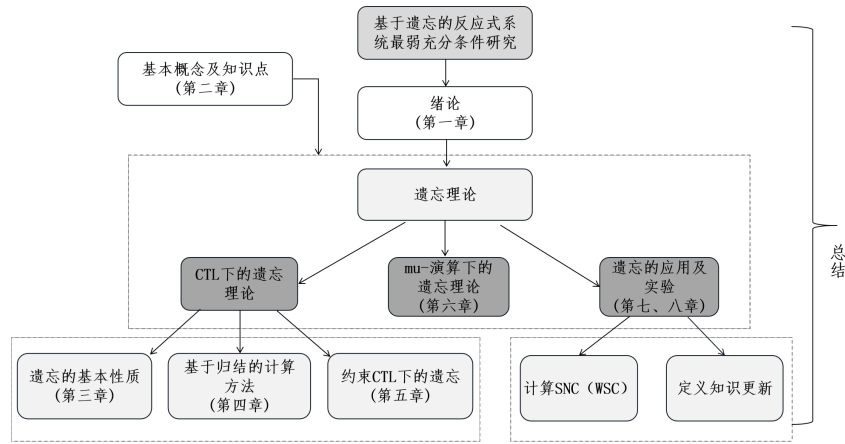 基于遗忘的反应式系
统最弱充分条件研究
基本概念及知识点
(第二章)
绪论
(第一章)
遗忘理论
CTL下的遗忘
理论
mu-演算下的
遗忘理论
(第六章)
遗忘的应用及
实验
(第七、八章)
总结
遗忘的基本性质
(第三章)
基于归结的计算
方法
(第四章)
约束CTL下的遗忘
(第五章)
计算SNC（WSC）
定义知识更新